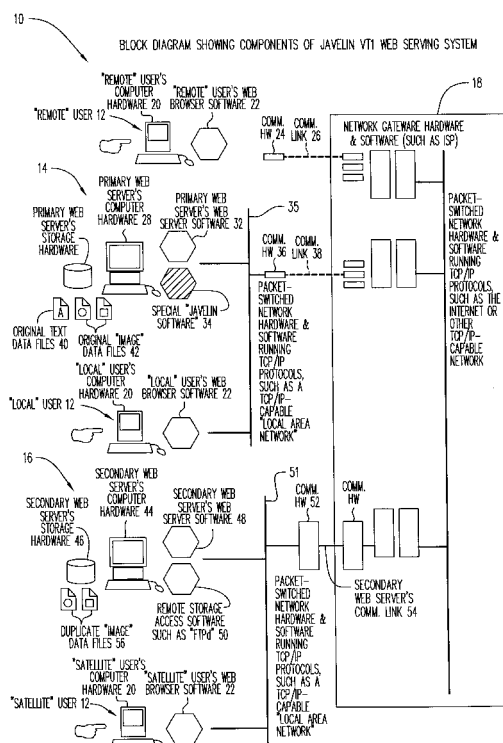 10
BLOCK DIAGRAM SHOWING COMPONENTS OF JAVELIN VT1 WEB SERVING SYSTEM
18
"REMOTE" USER'S
COMPUTER
HARDWARE 20
"REMOTE" USER'S WEB
BROWSER SOFTWARE 22
"REMOTE" USER 12
COMM.
HW 24
COMM.
LINK 26
NETWORK GATEWARE HARDWARE
& SOFTWARE (SUCH AS ISP)
14
PRIMARY WEB
SERVER'S
STORAGE
HARDWARE
PRIMARY WEB
SERVER'S
COMPUTER
HARDWARE 28
PRIMARY WEB
SERVER'S WEB
SERVER SOFTWARE 32
35
COMM.
HW 36
COMM.
LINK 38
SPECIAL "JAVELIN
SOFTWARE" 34
A
ORIGINAL TEXT
DATA FILES 40
ORIGINAL "IMAGE"
DATA FILES 42
PACKET-
SWITCHED
NETWORK
HARDWARE &
SOFTWARE
RUNNING
TCP/IP
PROTOCOLS,
SUCH AS A
TCP/IP-
CAPABLE
"LOCAL AREA
NETWORK"
PACKET-
SWITCHED
NETWORK
HARDWARE &
SOFTWARE
RUNNING
TCP/IP
PROTOCOLS,
SUCH AS THE
INTERNET OR
OTHER
TCP/IP-
CAPABLE
NETWORK
"LOCAL" USER'S
COMPUTER
HARDWARE 20
"LOCAL" USER'S WEB
BROWSER SOFTWARE 22
"LOCAL" USER 12
16
SECONDARY WEB
SERVER'S
STORAGE
HARDWARE 46
SECONDARY WEB
SERVER'S
COMPUTER
HARDWARE 44
SECONDARY WEB
SERVER'S WEB
SERVER SOFTWARE 48
51
COMM.
HW 52
COMM.
HW
REMOTE STORAGE
ACCESS SOFTWARE
SUCH AS "FTPd" 50
SECONDARY
WEB SERVER'S
COMM. LINK 54
DUPLICATE "IMAGE"
DATA FILES 56
PACKET-
SWITCHED
NETWORK
HARDWARE &
SOFTWARE
RUNNING
TCP/IP
PROTOCOLS,
SUCH AS A
TCP/IP-
CAPABLE
"LOCAL AREA
NETWORK"
"SATELLITE" USER'S
COMPUTER
HARDWARE 20
"SATELLITE" USER'S WEB
BROWSER SOFTWARE 22
"SATELLITE" USER 12